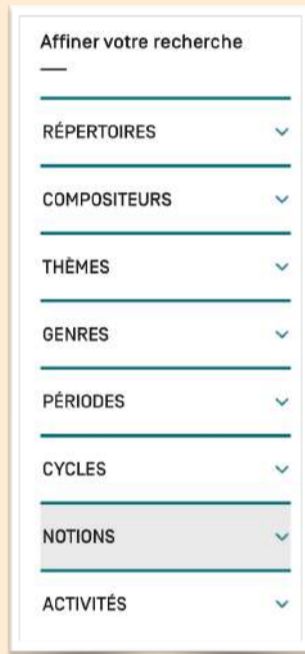 Affiner votre recherche
RÉPERTOIRES
COMPOSITEURS
THÈMES
GENRES
PÉRIODES
CYCLES
NOTIONS
ACTIVITÉS